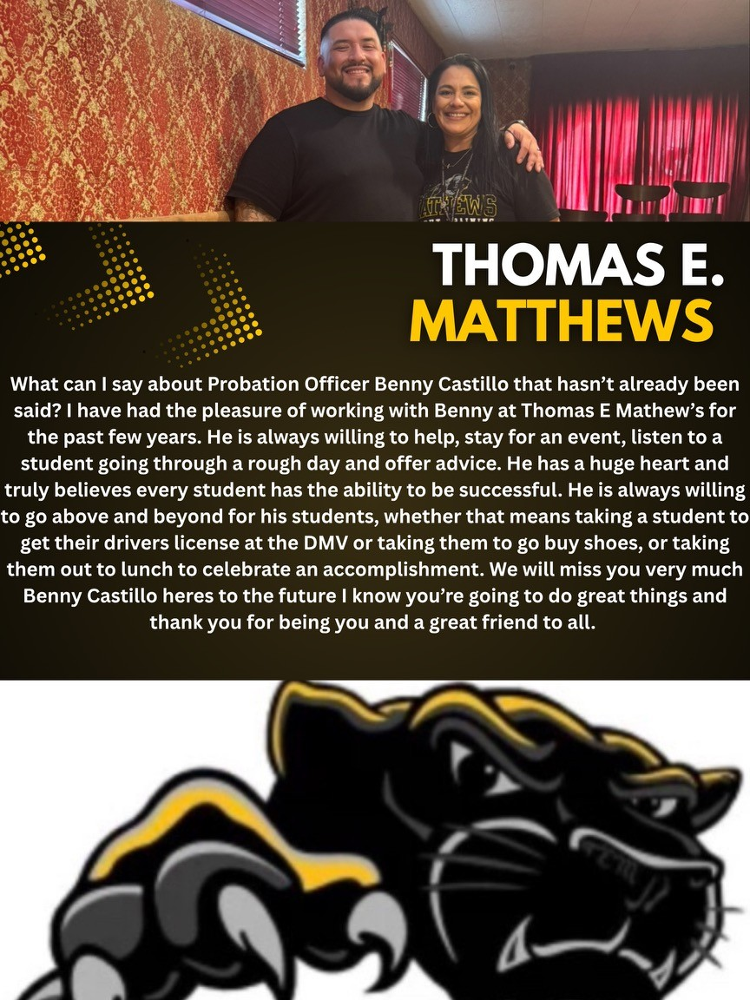 THOMAS E.
MATTHEWS
What can I say about Probation Officer Benny Castillo that hasn't already been
said? I have had the pleasure of working with Benny at Thomas E Mathew's for
the past few years. He is always willing to help, stay for an event, listen to a
student going through a rough day and offer advice. He has a huge heart and
truly believes every student has the ability to be successful. He is always willing
to go above and beyond for his students, whether that means taking a student to
get their drivers license at the DMV or taking them to go buy shoes, or taking
them out to lunch to celebrate an accomplishment. We will miss you very much
Benny Castillo heres to the future I know you're going to do great things and
thank you for being you and a great friend to all.